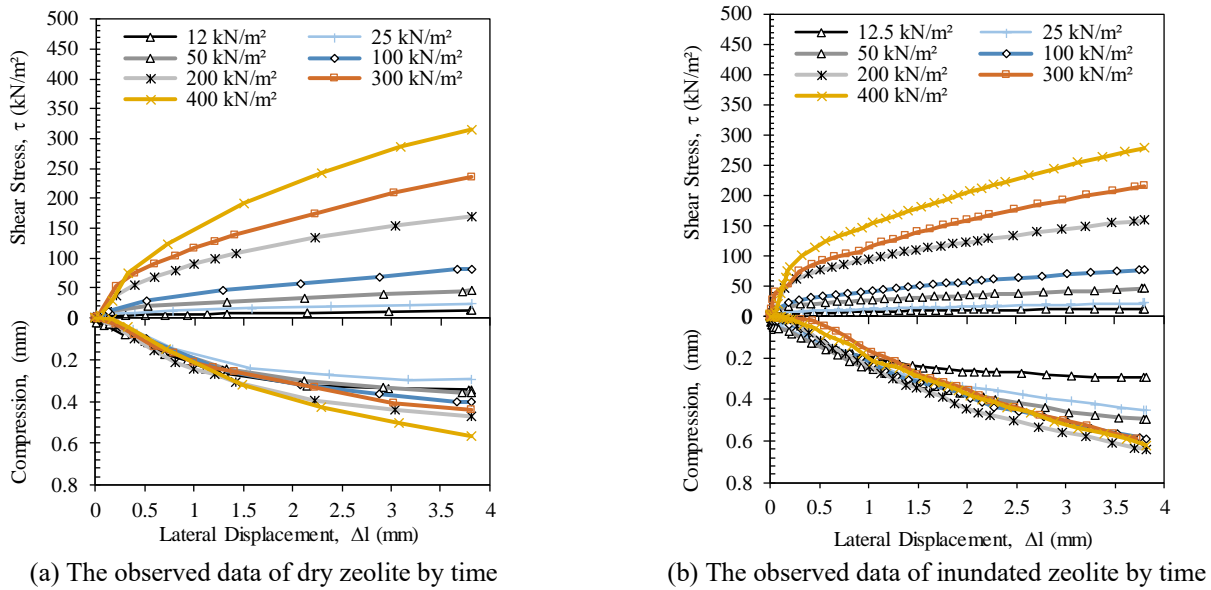 500
450
400
350
300
250
200
150
100
50
0
0.2
0.4
0.6
0.8
Shear Stress, τ (kN/m²)
Compression, (mm)
12 kN/m²
25 kN/m²
50 kN/m²
100 kN/m²
200 kN/m²
300 kN/m²
400 kN/m²
0 0.5 1 1.5 2 2.5 3 3.5 4
Lateral Displacement, Δl (mm)
(a) The observed data of dry zeolite by time
500
450
400
350
300
250
200
150
100
50
0
0.2
0.4
0.6
0.8
Shear Stress, τ (kN/m²)
Compression, (mm)
12.5 kN/m²
25 kN/m²
50 kN/m²
100 kN/m²
200 kN/m²
300 kN/m²
400 kN/m²
0 0.5 1 1.5 2 2.5 3 3.5 4
Lateral Displacement, Δl (mm)
(b) The observed data of inundated zeolite by time